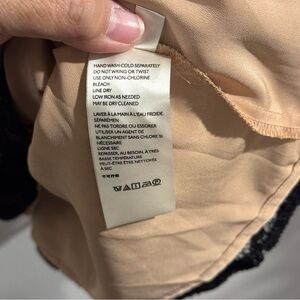 HAND WASH COLD SEPARATELY
DO NOT WRING OR TWIST
USE ONLY NON-CHLORINE
BLEACH
LINE DRY
LOW IRON AS NEEDED
MAY BE DRY CLEANED
LAVER À LA MAIN À L'EAU FROIDE
SÉPARÉMEN
NE PAS TORDRE OU ESSORER
UTILISER UN AGENT DE
BLANCHIMENT SANS CHLORE SI
NÉCESSAIRE
LIGNE SEC
REPASSER, AU BESOIN, À TRÈS
BASSE TEMPÉRATURE
PEUT-ÊTRE ÊTRE NETTOYÉE
À SEC